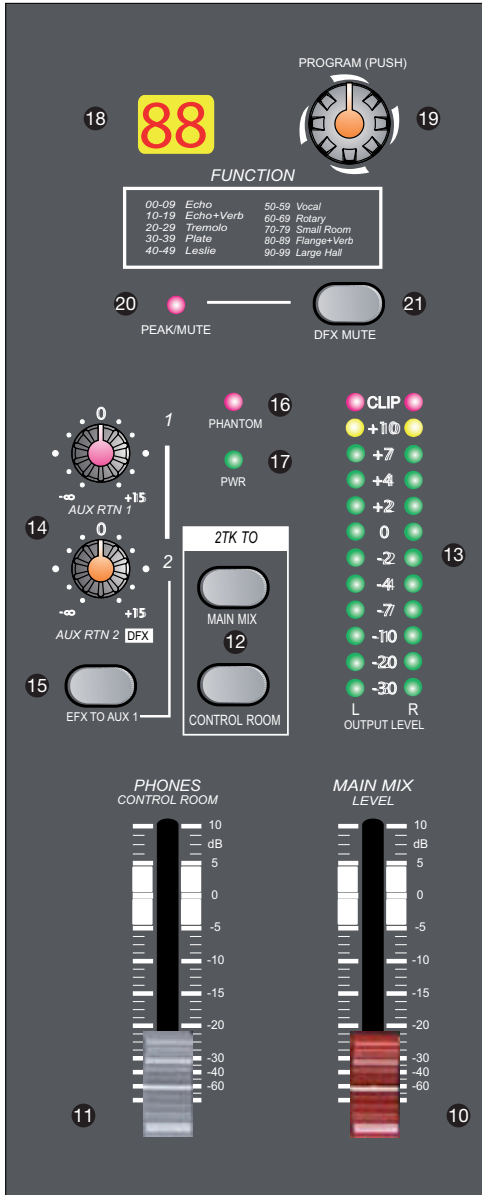 PROGRAM (PUSH)
18
88
19
FUNCTION
00-09 Echo
10-19 Echo+Verb
20-29 Tremolo
30-39 Plate
40-49 Leslie
50-59 Vocal
60-69 Rotary
70-79 Small Room
80-89 Flange+Verb
90-99 Large Hall
20
PEAK/MUTE
21
DFX MUTE
0
1
-∞
+15
AUX RTN 1
14
0
2
-∞
+15
AUX RTN 2 DFX
15
EFX TO AUX 1
16
PHANTOM
17
PWR
2TK TO
MAIN MIX
12
CONTROL ROOM
CLIP
+10
+7
+4
+2
0
-2
-4
-7
-10
-20
-30
L R
OUTPUT LEVEL
13
PHONES
CONTROL ROOM
10
dB
5
0
-5
-10
-15
-20
-30
-40
-60
11
MAIN MIX
LEVEL
10
dB
5
0
-5
-10
-15
-20
-30
-40
-60
10